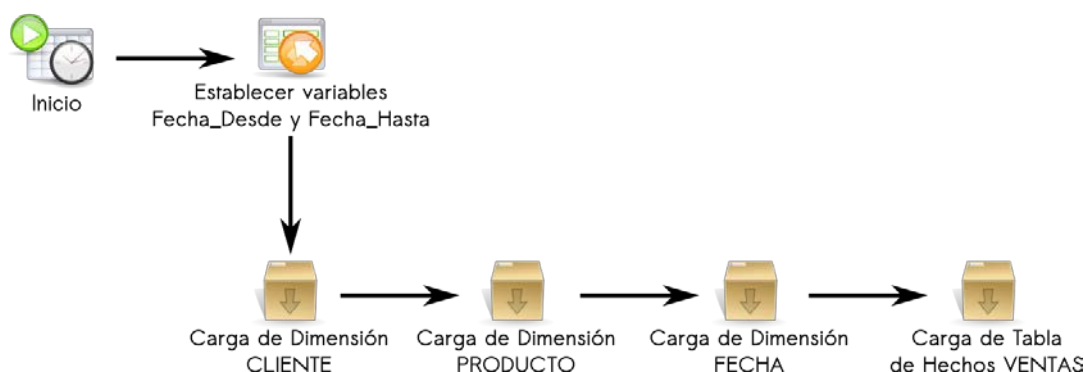 Inicio
Establecer variables
Fecha_Desde y Fecha_Hasta
Carga de Dimensión
CLIENTE
Carga de Dimensión
PRODUCTO
Carga de Dimensión
FECHA
Carga de Tabla
de Hechos VENTAS